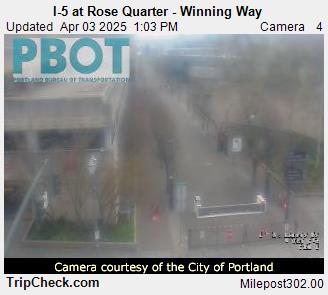 I-5 at Rose Quarter - Winning Way
Updated Apr 03 2025 1:03 PM Camera 4
PBOT
PORTLAND BUREAU OF TRANSPORTATION
Camera courtesy of the City of Portland
TripCheck.com Milepost302.00